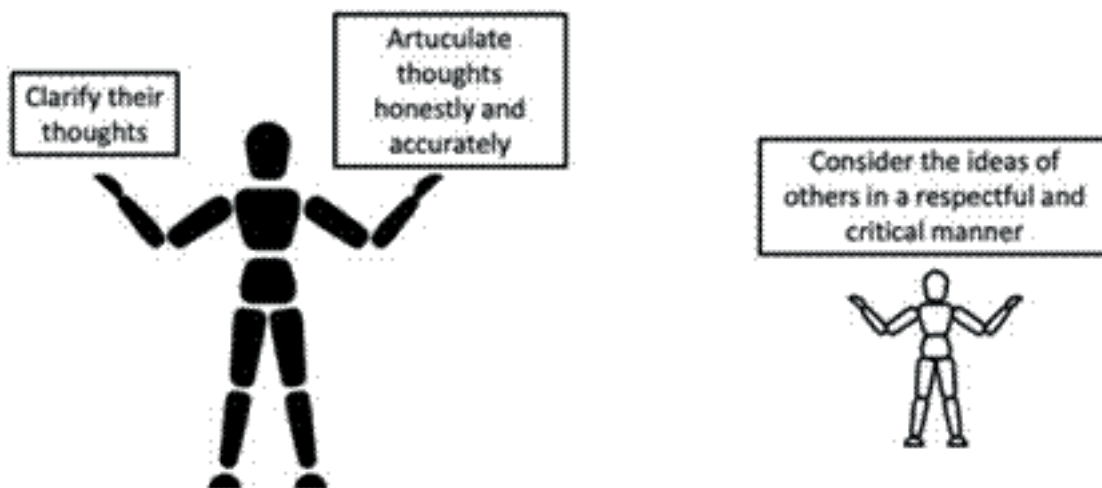 Clarify their
thoughts
Artuculate
thoughts
honestly and
accurately
Consider the ideas of
others in a respectful and
critical manner